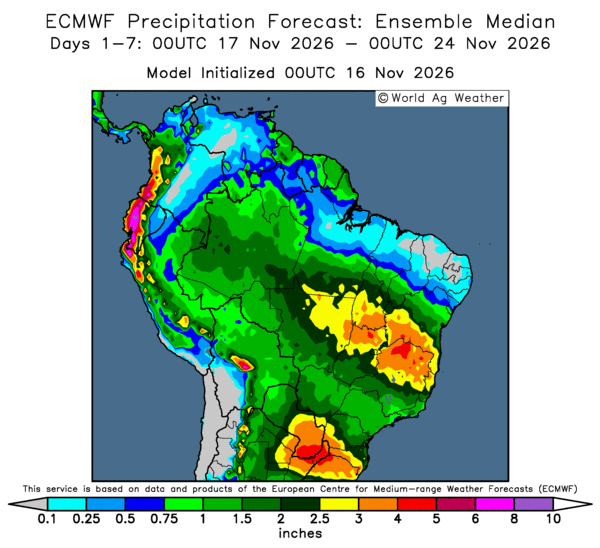 ECMWF Precipitation Forecast: Ensemble Median
Days 1–7: 00UTC 17 Nov 2026 – 00UTC 24 Nov 2026
Model Initialized 00UTC 16 Nov 2026
© World Ag Weather
This service is based on data and products of the European Centre for Medium-range Weather Forecasts (ECMWF)
0.1 0.25 0.5 0.75 1 1.5 2 2.5 3 4 5 6 8 10
inches